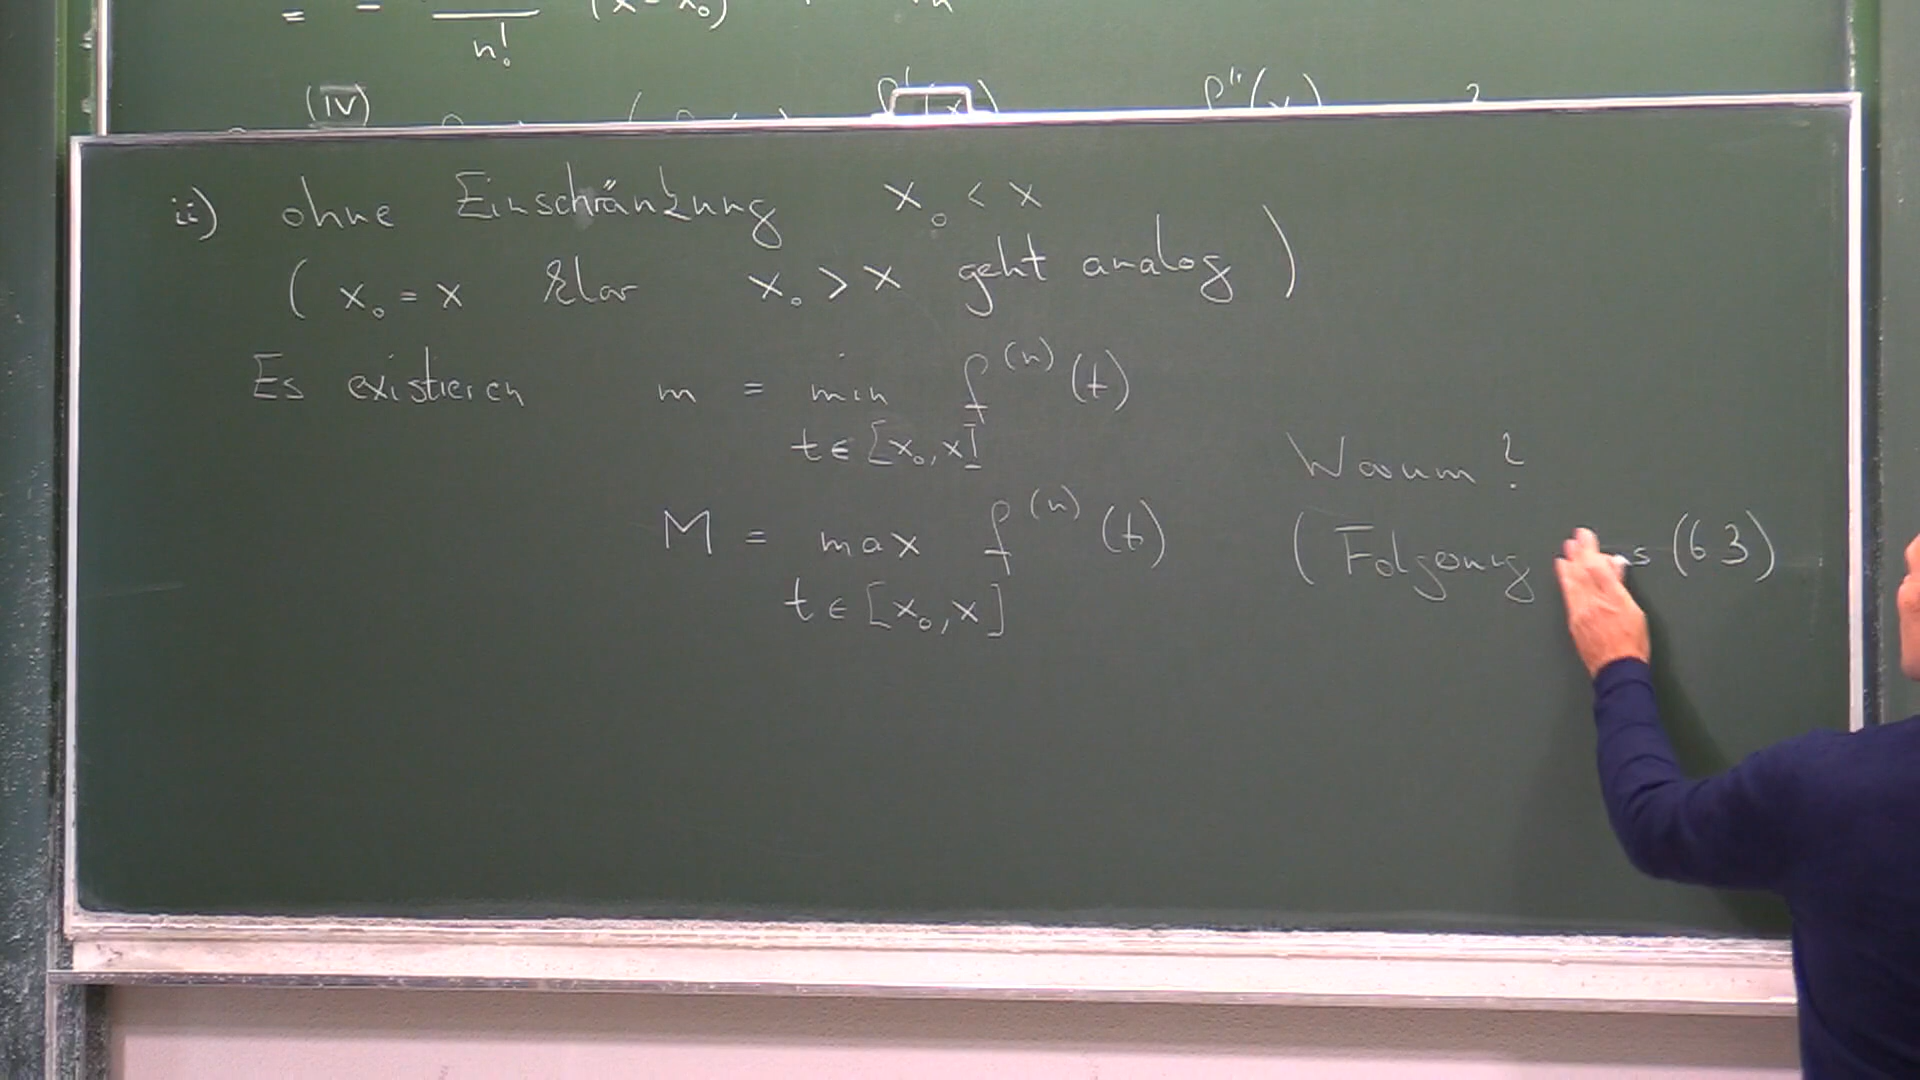 n!
(IV)
ii) ohne Einschränkung x₀ < x
( x₀ = x klar x₀ > x geht analog )
Es existieren m = min f⁽ⁿ⁾(t)
t ∈ [x₀, x]
Warum?
M = max f⁽ⁿ⁾(t) (Folgerung (63)
t ∈ [x₀, x]